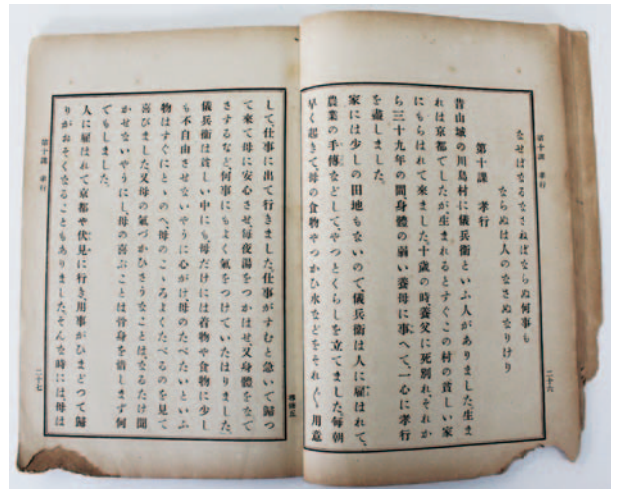 第十課　孝行
なせばなるなさねばならぬ何事も
ならぬは人のなさぬなりけり
第十課　孝行
昔山城の川島村に儀兵衞といふ人がありました。生ま
れは京都でしたが生まれるとすぐこの村の貧しい家
にもらはれて來ました。十歳の時養父に死別れ、それか
ら三十九年の間身體の弱い養母に事へて、一心に孝行
を盡しました。
家には少しの田地もないので、儀兵衞は人に雇はれて、
農業の手傳などして、やつとくらしを立てました。每朝
早く起きて、母の食物やつかひ水などをそれ〴〵用意
二十六
して、仕事に出て行きました。仕事がすむと急いで歸つ
て來て母に安心させ、每夜湯をつかはせ、又身體をなで
さするなど、何事にもよく氣をつけていたはりました。
儀兵衞は貧しい中にも、母だけには着物や食物に少し
も不自由させないやうに心がけ、母のたべたいといふ
物はすぐにとゝのへ、母のこゝろよくたべるのを見て
喜びました。又母の氣づかひさうなことは、なるたけ聞
かせないやうにし、母の喜ぶことは骨身を惜しまず何
でもしました。
人に雇はれて京都や伏見に行き、用事がひまどつて歸
りがおそくなることもありました。そんな時には、母は
第十課　孝行
二十七